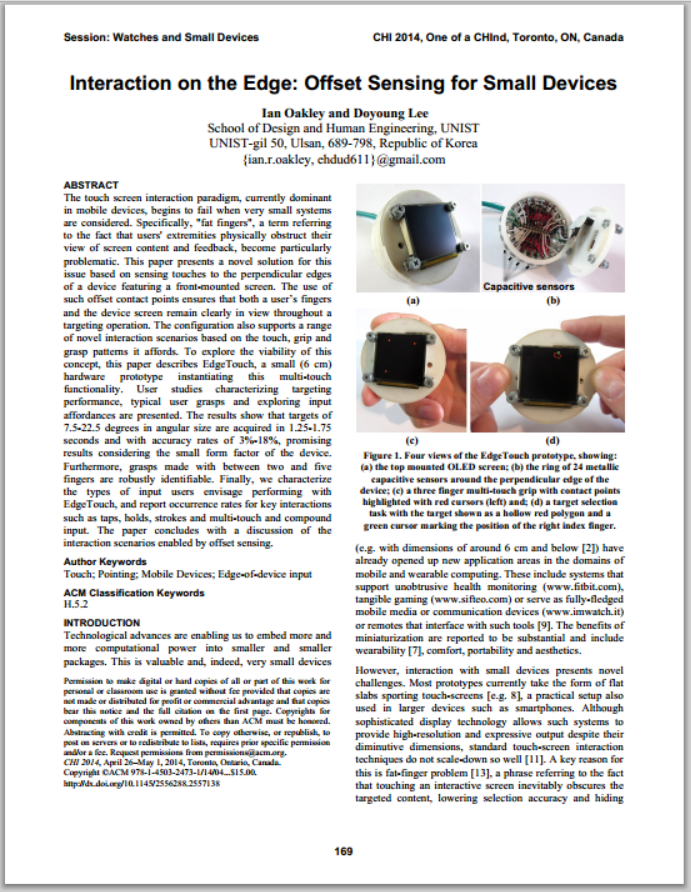 Session: Watches and Small Devices
CHI 2014, One of a CHInd, Toronto, ON, Canada
Interaction on the Edge: Offset Sensing for Small Devices
Ian Oakley and Doyoung Lee
School of Design and Human Engineering, UNIST
UNIST-gil 50, Ulsan, 689-798, Republic of Korea
{ian.r.oakley, ehdud611}@gmail.com
ABSTRACT
The touch screen interaction paradigm, currently dominant
in mobile devices, begins to fail when very small systems
are considered. Specifically, "fat fingers", a term referring
to the fact that users' extremities physically obstruct their
view of screen content and feedback, become particularly
problematic. This paper presents a novel solution for this
issue based on sensing touches to the perpendicular edges
of a device featuring a front-mounted screen. The use of
such offset contact points ensures that both a user's fingers
and the device screen remain clearly in view throughout a
targeting operation. The configuration also supports a range
of novel interaction scenarios based on the touch, grip and
grasp patterns it affords. To explore the viability of this
concept, this paper describes EdgeTouch, a small (6 cm)
hardware prototype instantiating this multi-touch
functionality. User studies characterizing targeting
performance, typical user grasps and exploring input
affordances are presented. The results show that targets of
7.5-22.5 degrees in angular size are acquired in 1.25-1.75
seconds and with accuracy rates of 3%-18%, promising
results considering the small form factor of the device.
Furthermore, grasps made with between two and five
fingers are robustly identifiable. Finally, we characterize
the types of input users envisage performing with
EdgeTouch, and report occurrence rates for key interactions
such as taps, holds, strokes and multi-touch and compound
input. The paper concludes with a discussion of the
interaction scenarios enabled by offset sensing.
Author Keywords
Touch; Pointing; Mobile Devices; Edge-of-device input
ACM Classification Keywords
H.5.2
INTRODUCTION
Technological advances are enabling us to embed more and
more computational power into smaller and smaller
packages. This is valuable and, indeed, very small devices
Permission to make digital or hard copies of all or part of this work for
personal or classroom use is granted without fee provided that copies are
not made or distributed for profit or commercial advantage and that copies
bear this notice and the full citation on the first page. Copyrights for
components of this work owned by others than ACM must be honored.
Abstracting with credit is permitted. To copy otherwise, or republish, to
post on servers or to redistribute to lists, requires prior specific permission
and/or a fee. Request permissions from permissions@acm.org.
CHI 2014, April 26–May 1, 2014, Toronto, Ontario, Canada.
Copyright © ACM 978-1-4503-2473-1/14/04...$15.00.
http://dx.doi.org/10.1145/2556288.2557138
Capacitive sensors
(a)
(b)
(c)
(d)
Figure 1. Four views of the EdgeTouch prototype, showing:
(a) the top mounted OLED screen; (b) the ring of 24 metallic
capacitive sensors around the perpendicular edge of the
device; (c) a three finger multi-touch grip with contact points
highlighted with red cursors (left) and; (d) a target selection
task with the target shown as a hollow red polygon and a
green cursor marking the position of the right index finger.
(e.g. with dimensions of around 6 cm and below [2]) have
already opened up new application areas in the domains of
mobile and wearable computing. These include systems that
support unobtrusive health monitoring (www.fitbit.com),
tangible gaming (www.sifteo.com) or serve as fully-fledged
mobile media or communication devices (www.imwatch.it)
or remotes that interface with such tools [9]. The benefits of
miniaturization are reported to be substantial and include
wearability [7], comfort, portability and aesthetics.
However, interaction with small devices presents novel
challenges. Most prototypes currently take the form of flat
slabs sporting touch-screens [e.g. 8], a practical setup also
used in larger devices such as smartphones. Although
sophisticated display technology allows such systems to
provide high-resolution and expressive output despite their
diminutive dimensions, standard touch-screen interaction
techniques do not scale-down so well [11]. A key reason for
this is fat-finger problem [13], a phrase referring to the fact
that touching an interactive screen inevitably obscures the
targeted content, lowering selection accuracy and hiding
169